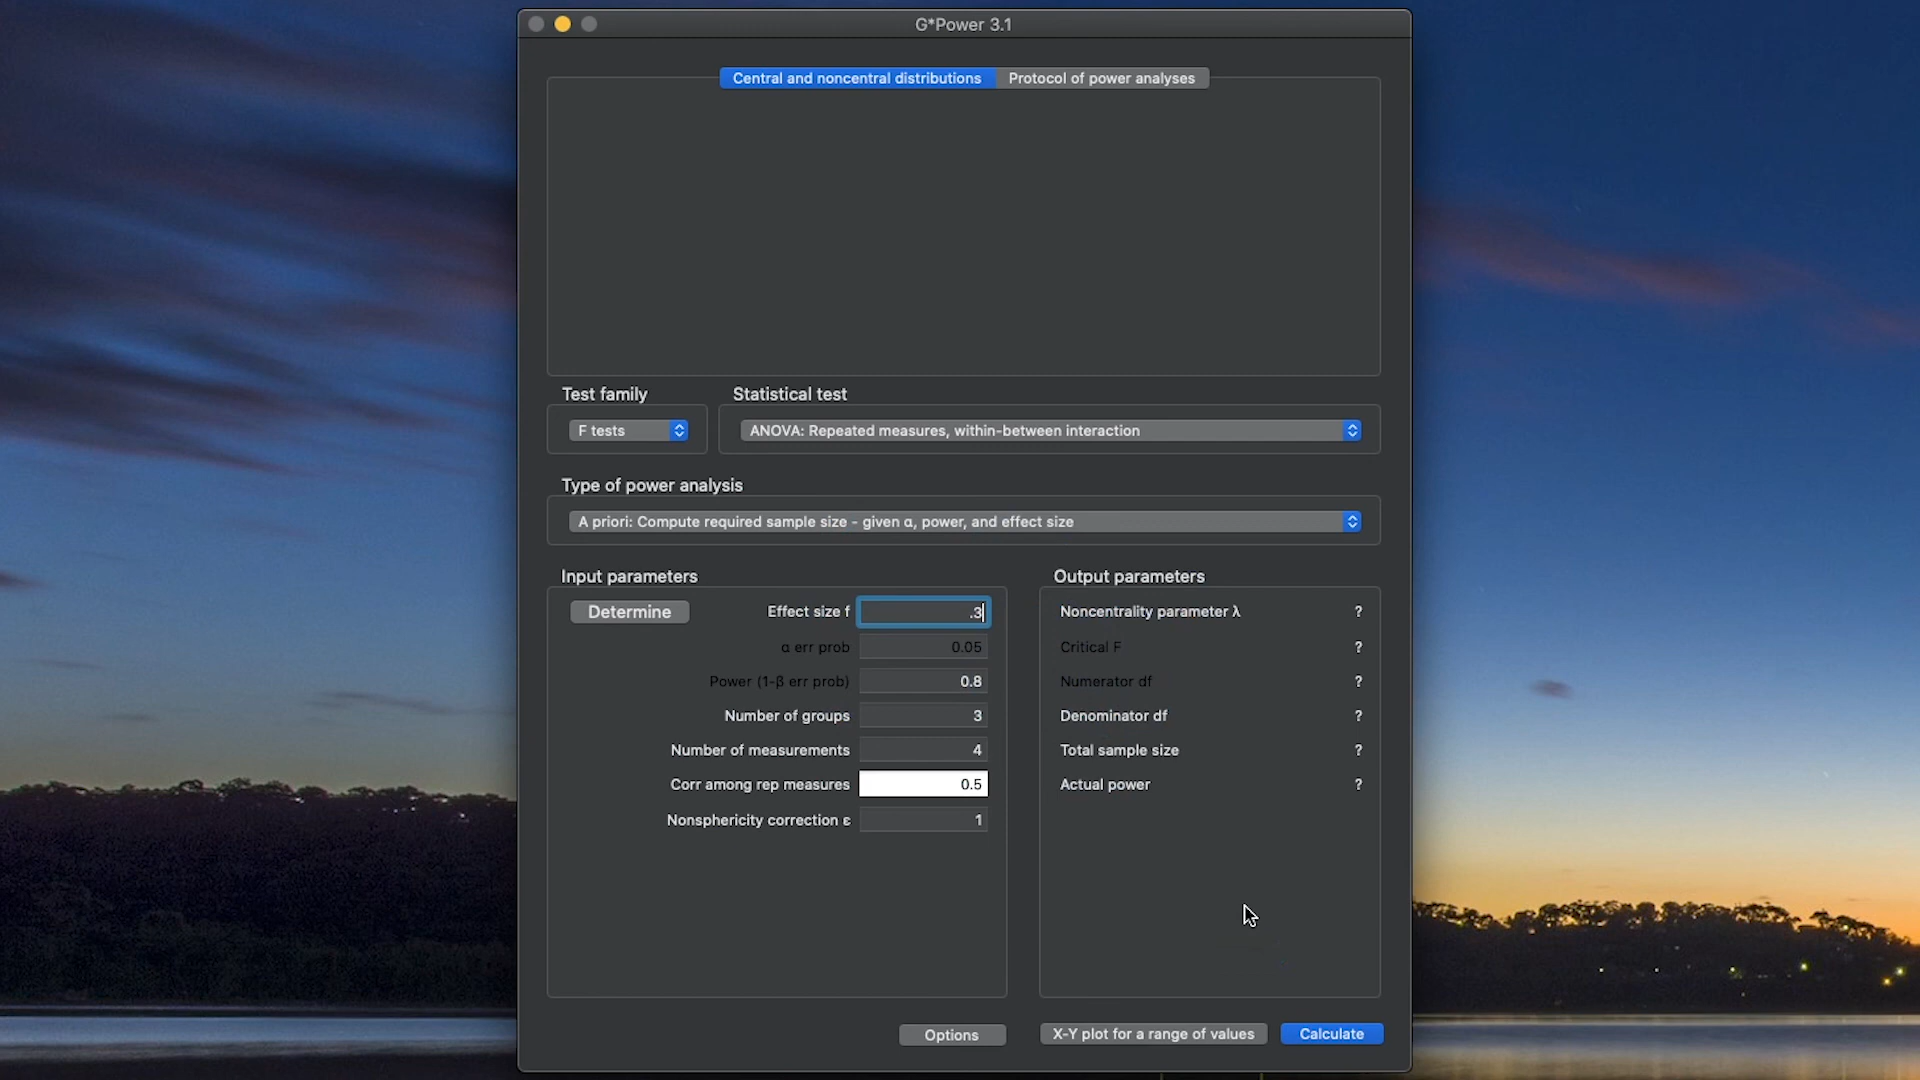 G*Power 3.1
Central and noncentral distributions
Protocol of power analyses
Test family
Statistical test
F tests
ANOVA: Repeated measures, within-between interaction
Type of power analysis
A priori: Compute required sample size - given α, power, and effect size
Input parameters
Output parameters
Determine
Effect size f
.3
Noncentrality parameter λ
?
α err prob
0.05
Critical F
?
Power (1-β err prob)
0.8
Numerator df
?
Number of groups
3
Denominator df
?
Number of measurements
4
Total sample size
?
Corr among rep measures
0.5
Actual power
?
Nonsphericity correction ε
1
Options
X-Y plot for a range of values
Calculate